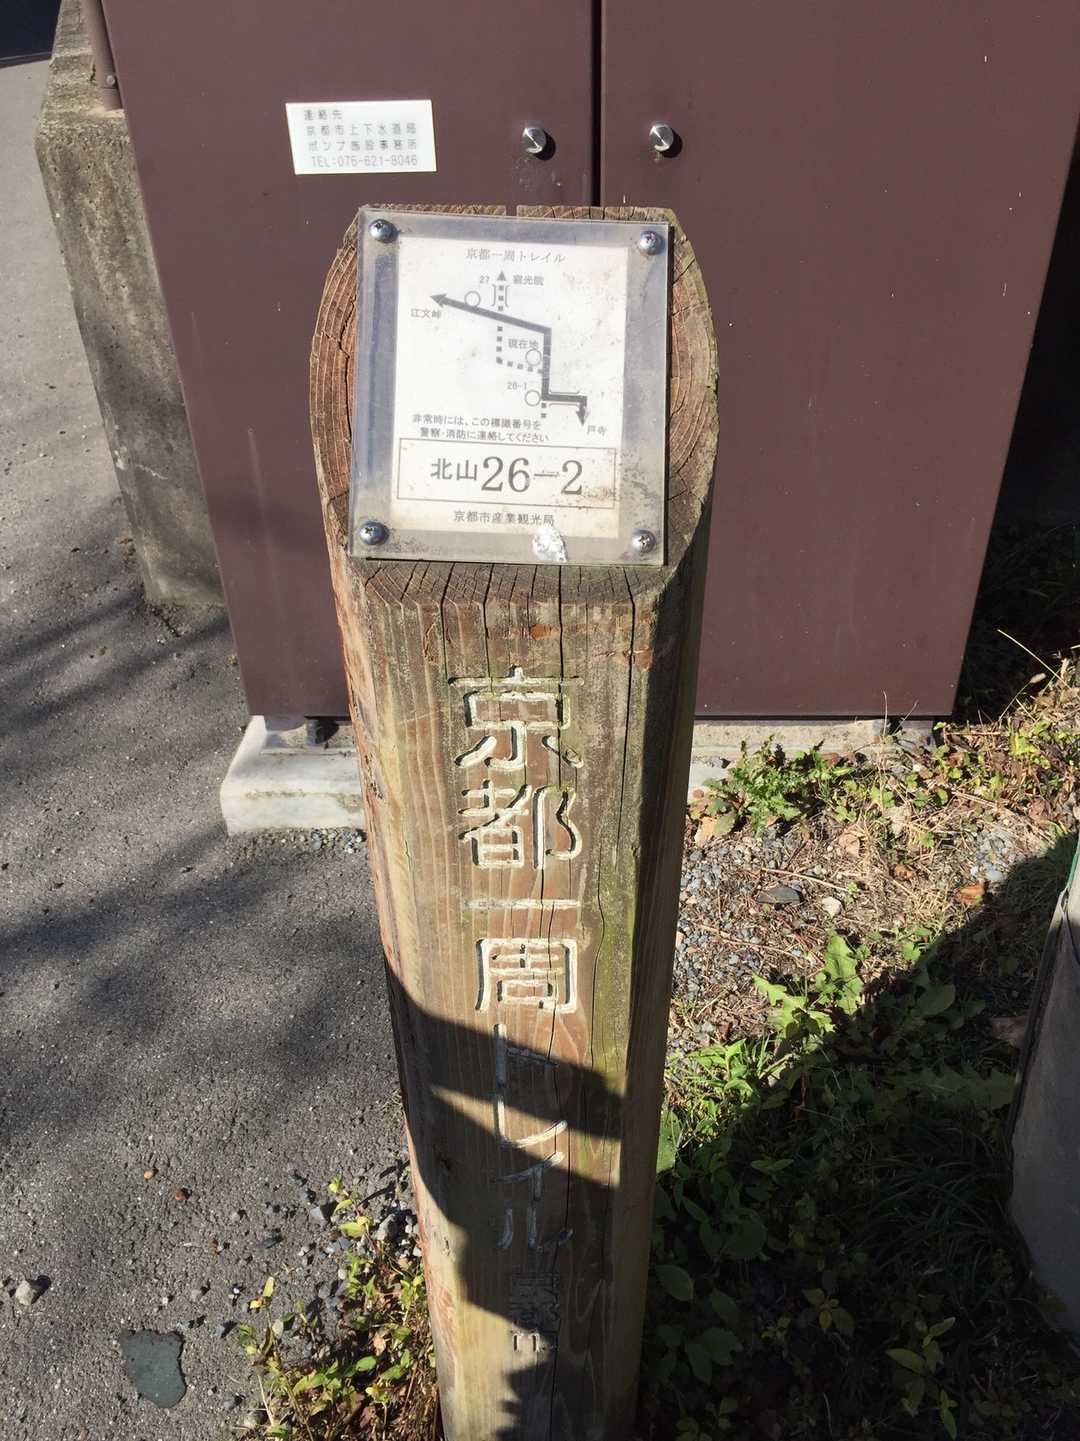 連絡先
京都市上下水道局
ポンプ施設事務所
TEL:075-621-8046
京都一周トレイル
27
寂光院
江文峠
現在地
26-1
戸寺
非常時には、この標識番号を
警察・消防に連絡してください
北山26-2
京都市産業観光局
京都一周トレイル